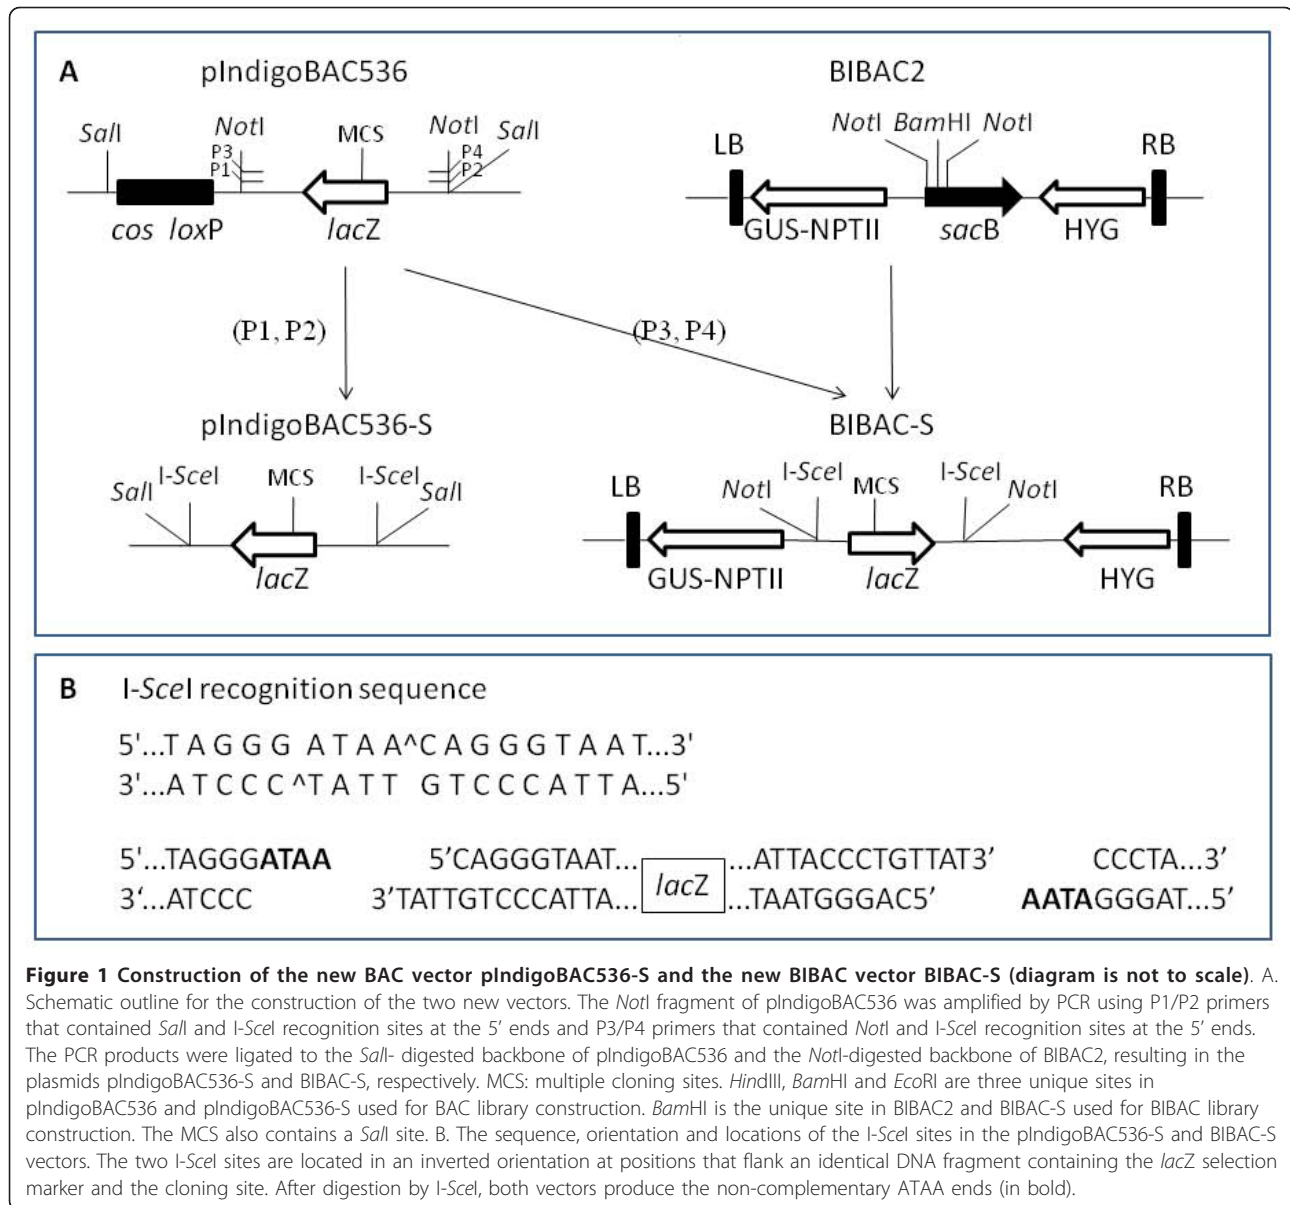 A
pIndigoBAC536
BIBAC2
SalI
NotI
MCS
NotI
SalI
P3
P1
P4
P2
cos loxP
lacZ
NotI BamHI NotI
LB
RB
GUS-NPTII
sacB
HYG
(P1, P2)
(P3, P4)
pIndigoBAC536-S
BIBAC-S
SalI
I-SceI
MCS
I-SceI
SalI
lacZ
LB
NotI
I-SceI
MCS
I-SceI
NotI
RB
GUS-NPTII
lacZ
HYG
B I-SceI recognition sequence
5'...T A G G G A T A A^C A G G G T A A T...3'
3'...A T C C C ^T A T T G T C C C A T T A...5'
5'...TAGGGATAA 5'CAGGGTAAT... lacZ ...ATTACCCTGTTAT3' CCCTA...3'
3'...ATCCC 3'TATTGTCCCATTA... ...TAATGGGAC5' AATAGGGAT...5'
Figure 1 Construction of the new BAC vector pIndigoBAC536-S and the new BIBAC vector BIBAC-S (diagram is not to scale). A.
Schematic outline for the construction of the two new vectors. The NotI fragment of pIndigoBAC536 was amplified by PCR using P1/P2 primers
that contained SalI and I-SceI recognition sites at the 5' ends and P3/P4 primers that contained NotI and I-SceI recognition sites at the 5' ends.
The PCR products were ligated to the SalI- digested backbone of pIndigoBAC536 and the NotI-digested backbone of BIBAC2, resulting in the
plasmids pIndigoBAC536-S and BIBAC-S, respectively. MCS: multiple cloning sites. HindIII, BamHI and EcoRI are three unique sites in
pIndigoBAC536 and pIndigoBAC536-S used for BAC library construction. BamHI is the unique site in BIBAC2 and BIBAC-S used for BIBAC library
construction. The MCS also contains a SalI site. B. The sequence, orientation and locations of the I-SceI sites in the pIndigoBAC536-S and BIBAC-S
vectors. The two I-SceI sites are located in an inverted orientation at positions that flank an identical DNA fragment containing the lacZ selection
marker and the cloning site. After digestion by I-SceI, both vectors produce the non-complementary ATAA ends (in bold).